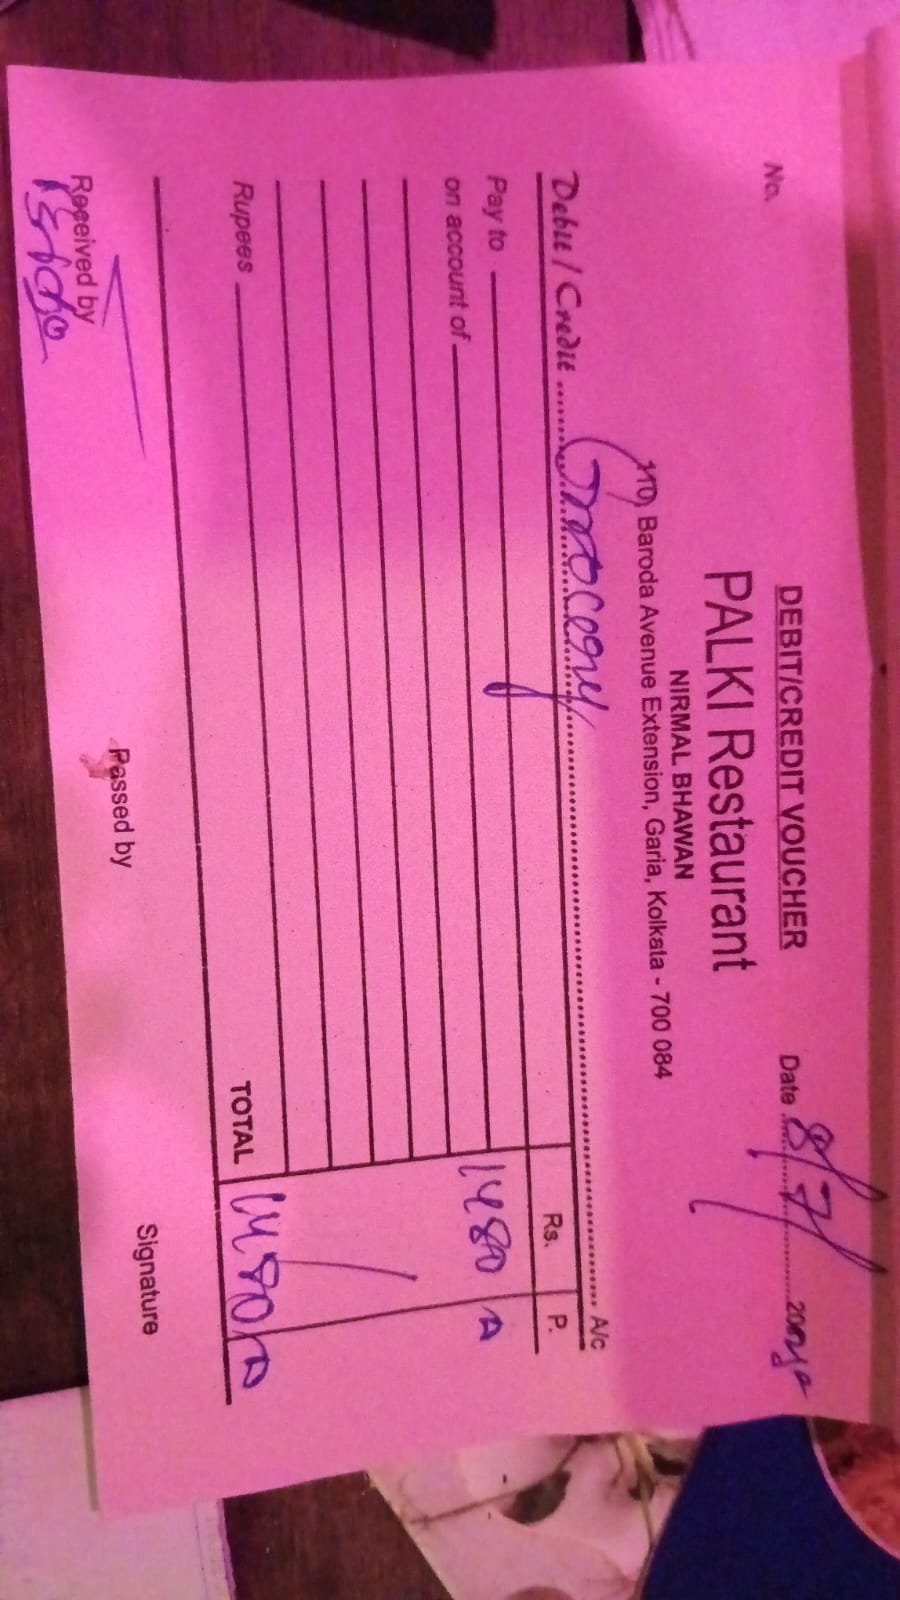 DEBIT/CREDIT VOUCHER
No.
Date 8/7/ 20
PALKI Restaurant
NIRMAL BHAWAN
110, Baroda Avenue Extension, Garia, Kolkata - 700 084
Debit / Credit Grocery A/c
Rs. P.
Pay to
on account of 1480
Rupees TOTAL 1480
Received by Passed by Signature